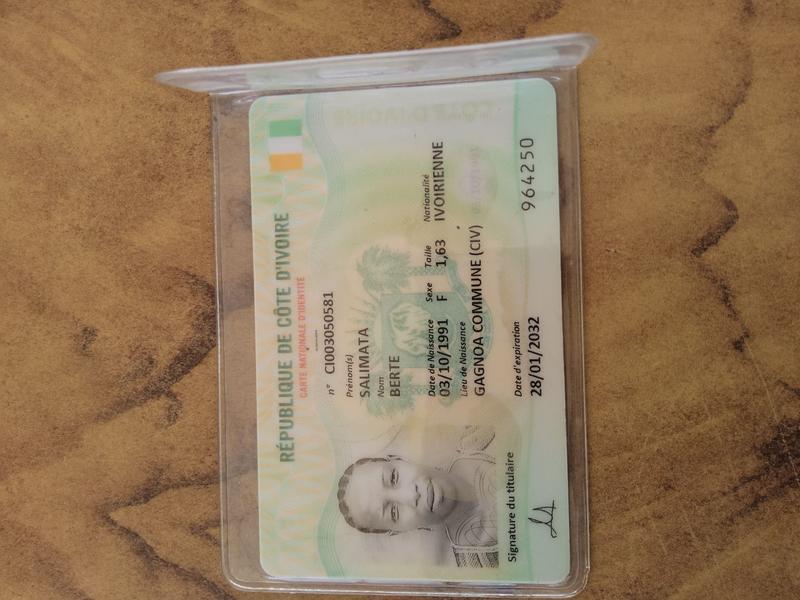 RÉPUBLIQUE DE CÔTE D'IVOIRE
CARTE NATIONALE D'IDENTITÉ
n° CI003050581
Prénom(s)
SALIMATA
Nom
BERTE
Date de Naissance Sexe Taille Nationalité
03/10/1991 F 1,63 IVOIRIENNE
Lieu de Naissance
GAGNOA COMMUNE (CIV)
Signature du titulaire
Date d'expiration
28/01/2032
964250